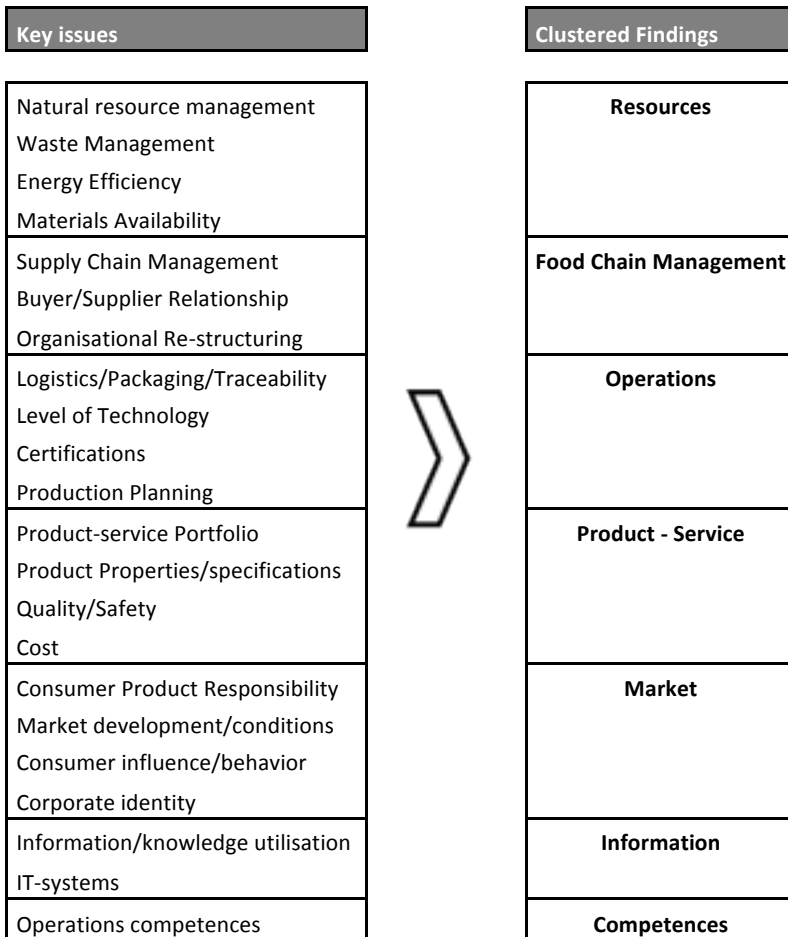 Key issues
Clustered Findings
Natural resource management
Resources
Waste Management
Energy Efficiency
Materials Availability
Supply Chain Management
Food Chain Management
Buyer/Supplier Relationship
Organisational Re-structuring
Logistics/Packaging/Traceability
Operations
Level of Technology
Certifications
Production Planning
Product-service Portfolio
Product - Service
Product Properties/specifications
Quality/Safety
Cost
Consumer Product Responsibility
Market
Market development/conditions
Consumer influence/behavior
Corporate identity
Information/knowledge utilisation
Information
IT-systems
Operations competences
Competences